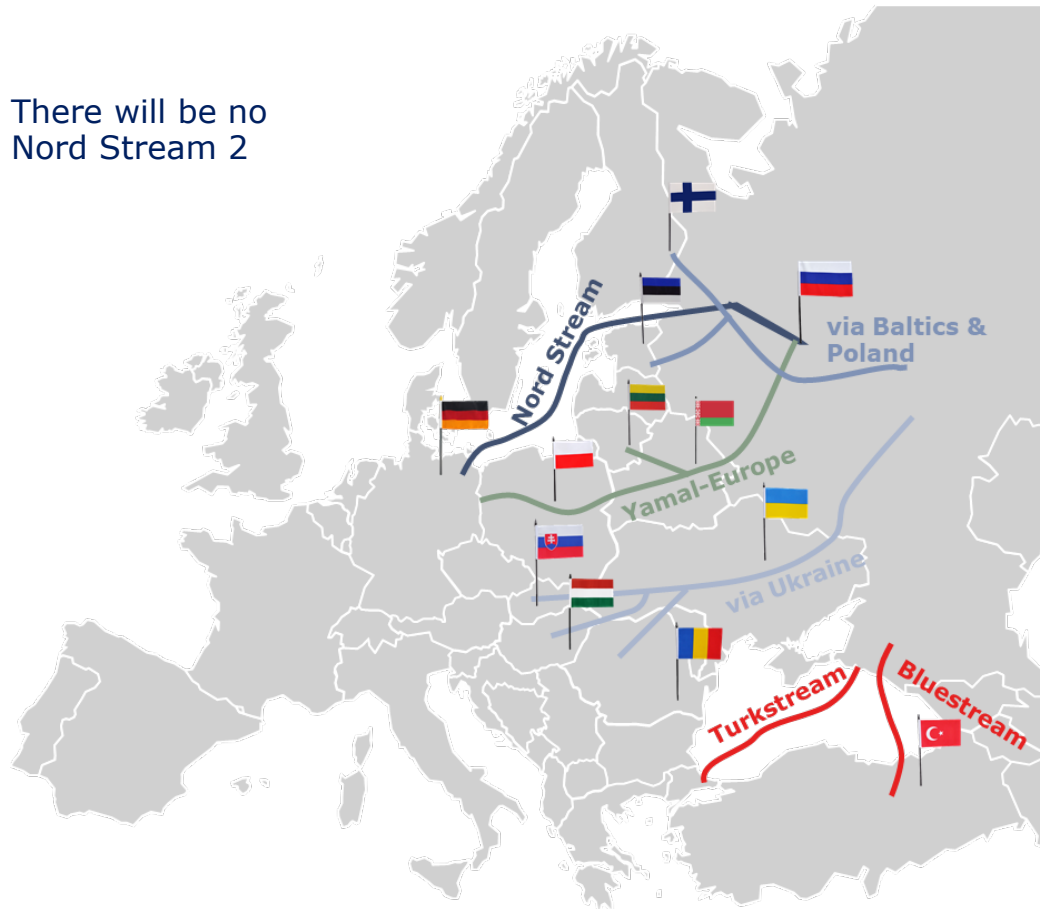 There will be no
Nord Stream 2
Nord Stream
via Baltics &
Poland
Yamal-Europe
via Ukraine
Turkstream
Bluestream